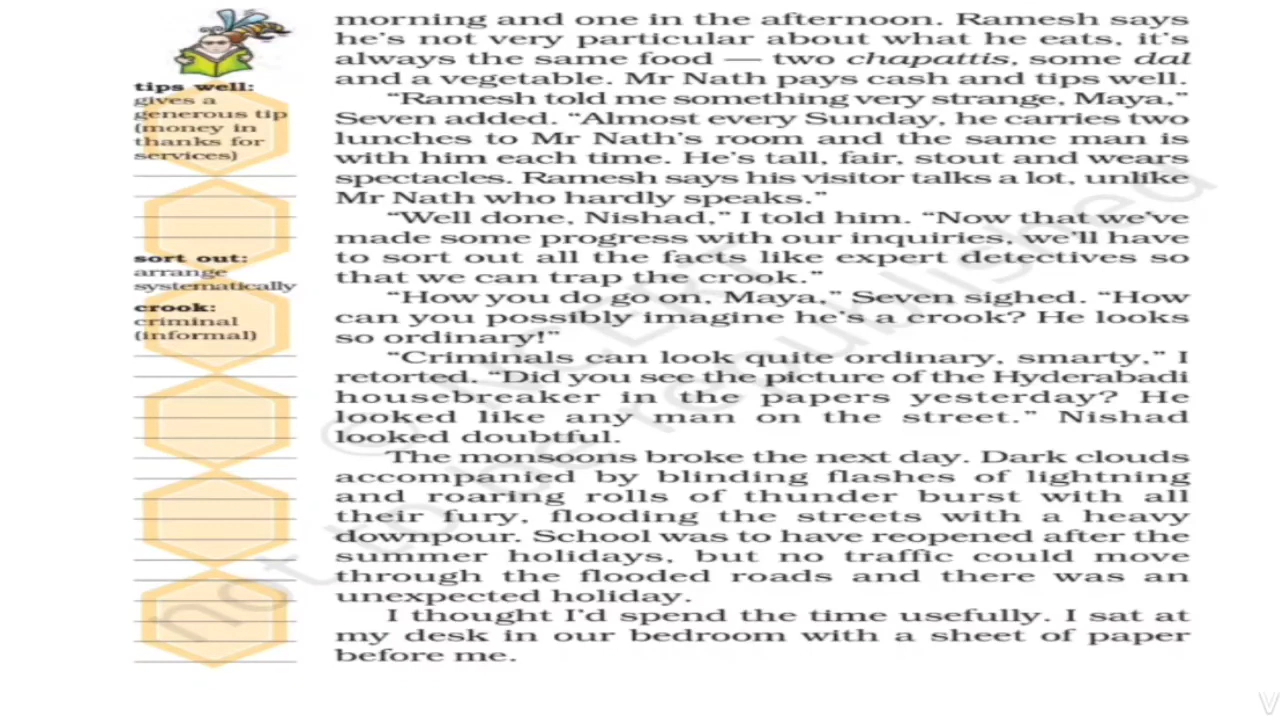 morning and one in the afternoon. Ramesh says
he's not very particular about what he eats, it's
always the same food — two chapattis, some dal
and a vegetable. Mr Nath pays cash and tips well.
"Ramesh told me something very strange, Maya,"
Seven added. "Almost every Sunday, he carries two
lunches to Mr Nath's room and the same man is
with him each time. He's tall, fair, stout and wears
spectacles. Ramesh says his visitor talks a lot, unlike
Mr Nath who hardly speaks."
"Well done, Nishad," I told him. "Now that we've
made some progress with our inquiries, we'll have
to sort out all the facts like expert detectives so
that we can trap the crook."
"How you do go on, Maya," Seven sighed. "How
can you possibly imagine he's a crook? He looks
so ordinary!"
"Criminals can look quite ordinary, smarty," I
retorted. "Did you see the picture of the Hyderabadi
housebreaker in the papers yesterday? He
looked like any man on the street." Nishad
looked doubtful.
The monsoons broke the next day. Dark clouds
accompanied by blinding flashes of lightning
and roaring rolls of thunder burst with all
their fury, flooding the streets with a heavy
downpour. School was to have reopened after the
summer holidays, but no traffic could move
through the flooded roads and there was an
unexpected holiday.
I thought I'd spend the time usefully. I sat at
my desk in our bedroom with a sheet of paper
before me.
tips well:
gives a
generous tip
(money in
thanks for
services)
sort out:
arrange
systematically
crook:
criminal
(informal)
© NCERT
not to be republished
V